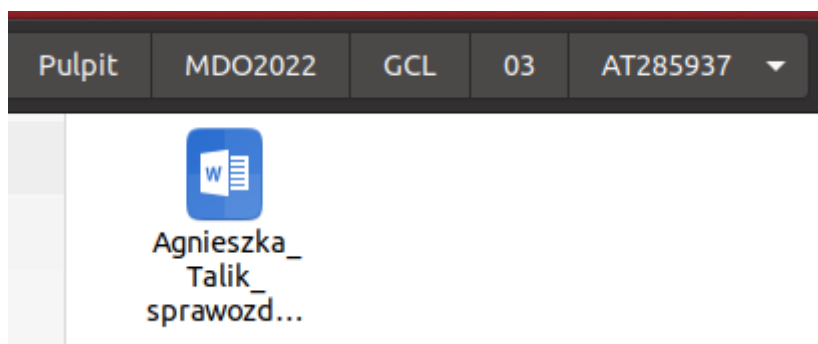 Pulpit MDO2022 GCL 03 AT285937
W
Agnieszka_
Talik_
sprawozd...